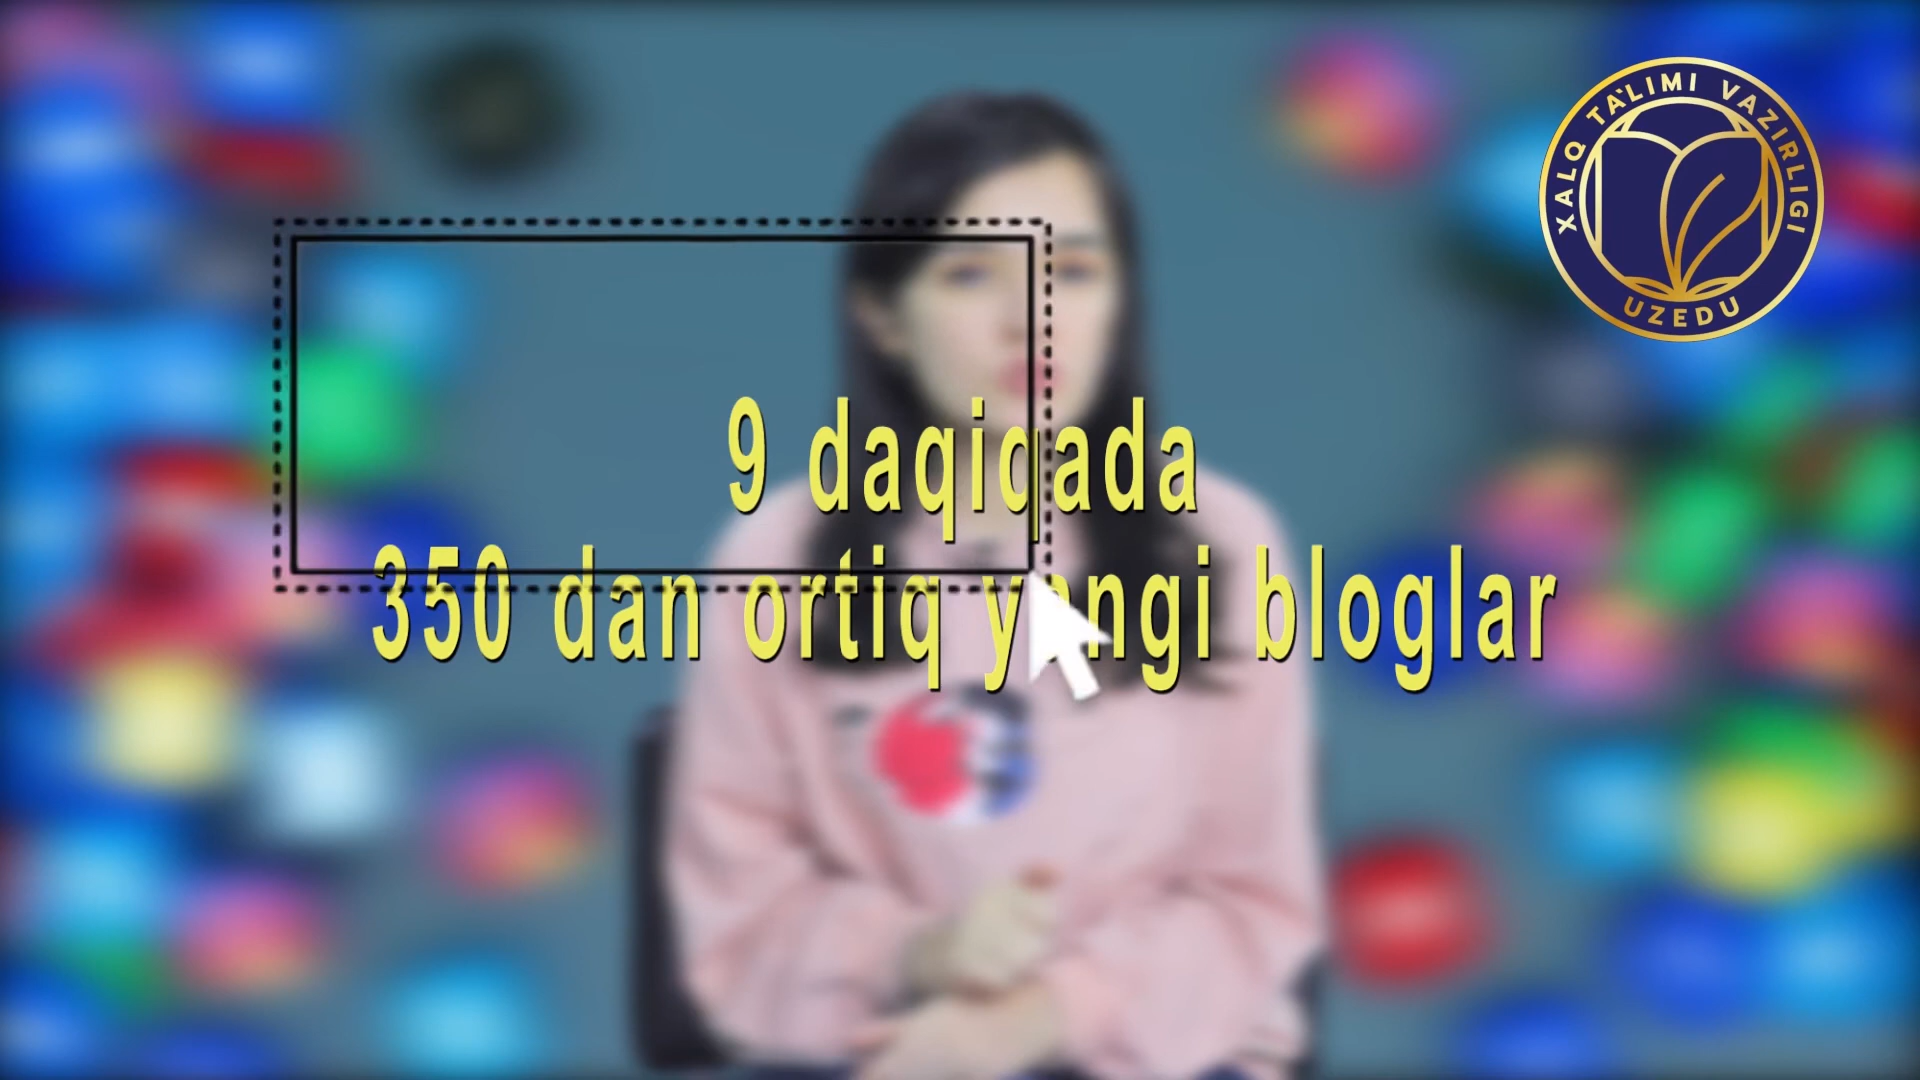 XALQ TA'LIMI VAZIRLIGI
UZEDU
9 daqiqada
350 dan ortiq yangi bloglar